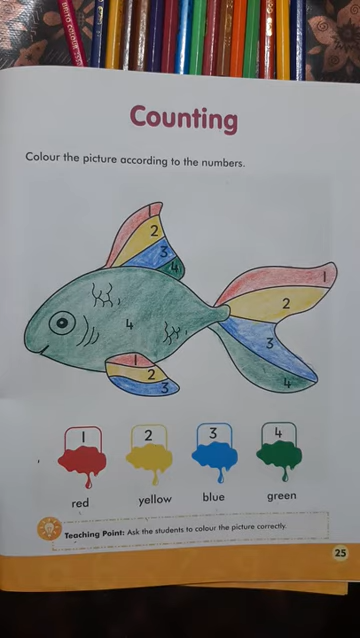 Counting
Colour the picture according to the numbers.
1
2
3
4
1
2
3
4
4
1
2
3
1 2 3 4
red yellow blue green
Teaching Point: Ask the students to colour the picture correctly.
25